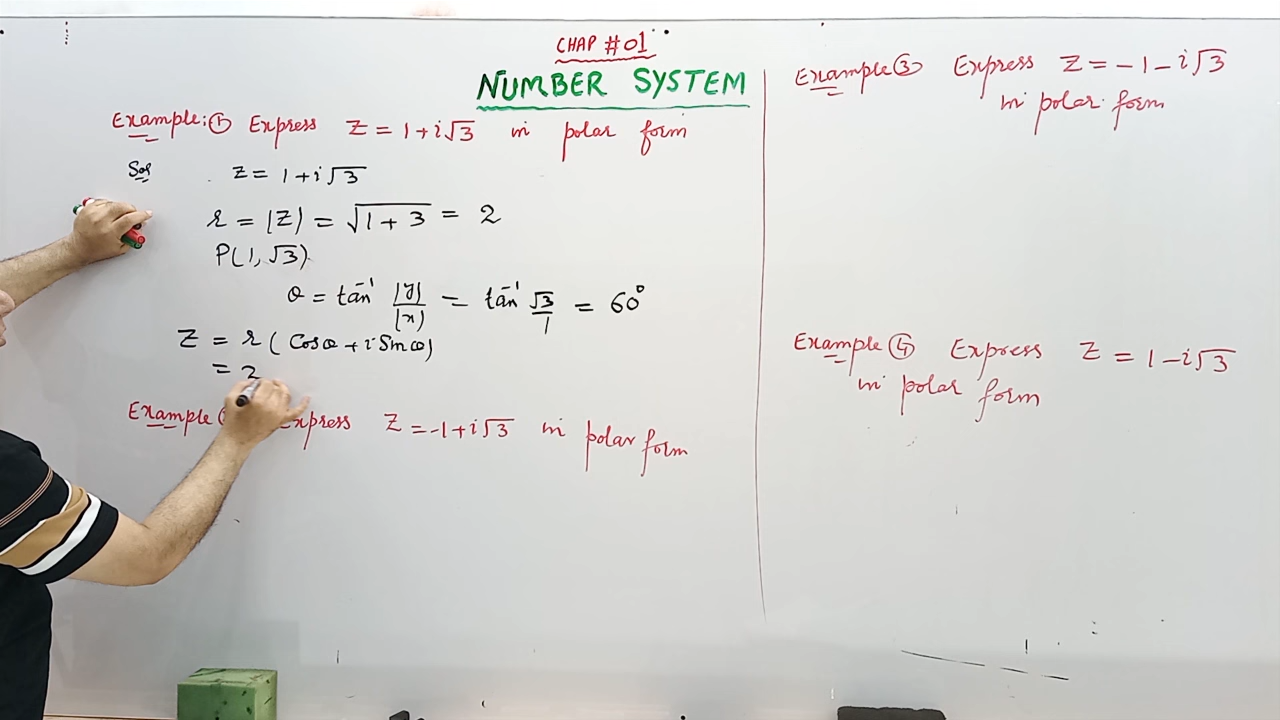 CHAP #01
NUMBER SYSTEM
Example:① Express Z = 1+i√3 in polar form
Sol Z = 1+i√3
r = |Z| = √1+3 = 2
P(1,√3)
θ = tan⁻¹ |y|/|x| = tan⁻¹ √3/1 = 60°
Z = r ( Cosθ + i Sinθ)
= 2
Example Express Z = -1+i√3 in polar form
Example③ Express Z = -1-i√3
in polar form
Example④ Express Z = 1-i√3
in polar form